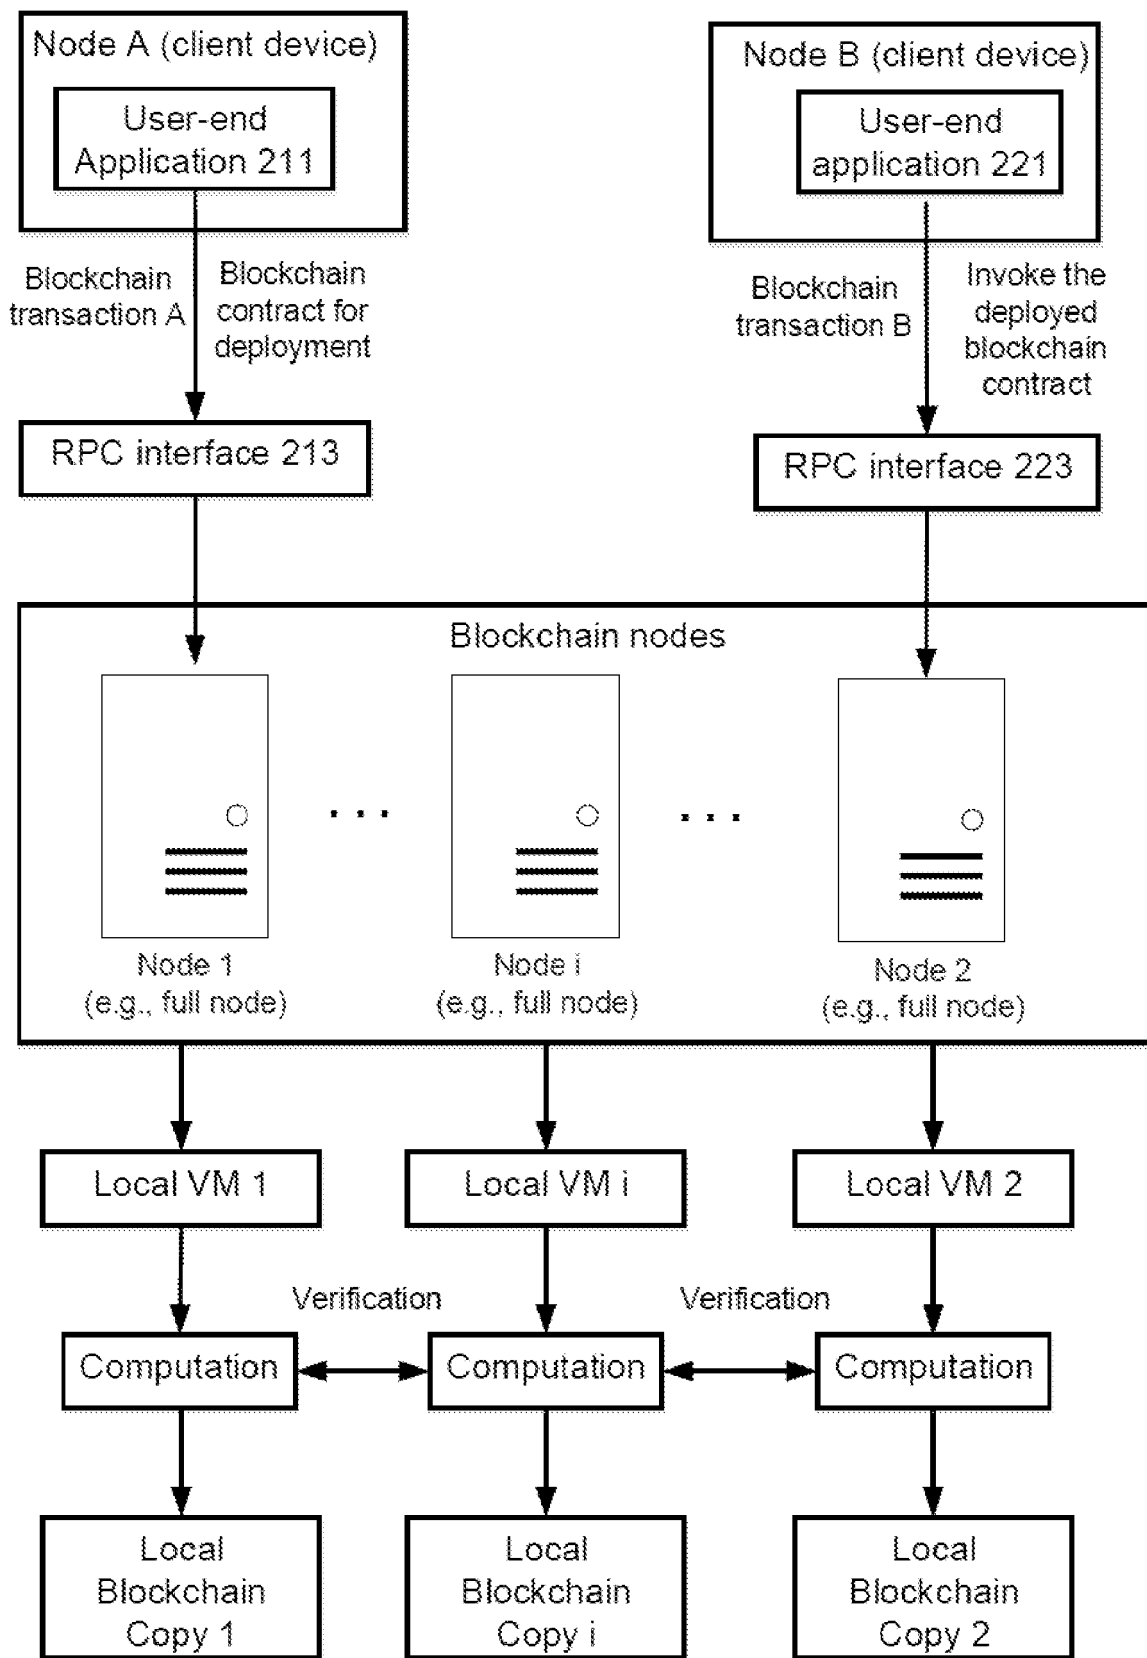 Node A (client device)
User-end
Application 211
Node B (client device)
User-end
application 221
Blockchain
transaction A
Blockchain
contract for
deployment
Blockchain
transaction B
Invoke the
deployed
blockchain
contract
RPC interface 213
RPC interface 223
Blockchain nodes
Node 1
(e.g., full node)
Node i
(e.g., full node)
Node 2
(e.g., full node)
Local VM 1
Local VM i
Local VM 2
Verification
Verification
Computation
Computation
Computation
Local
Blockchain
Copy 1
Local
Blockchain
Copy i
Local
Blockchain
Copy 2